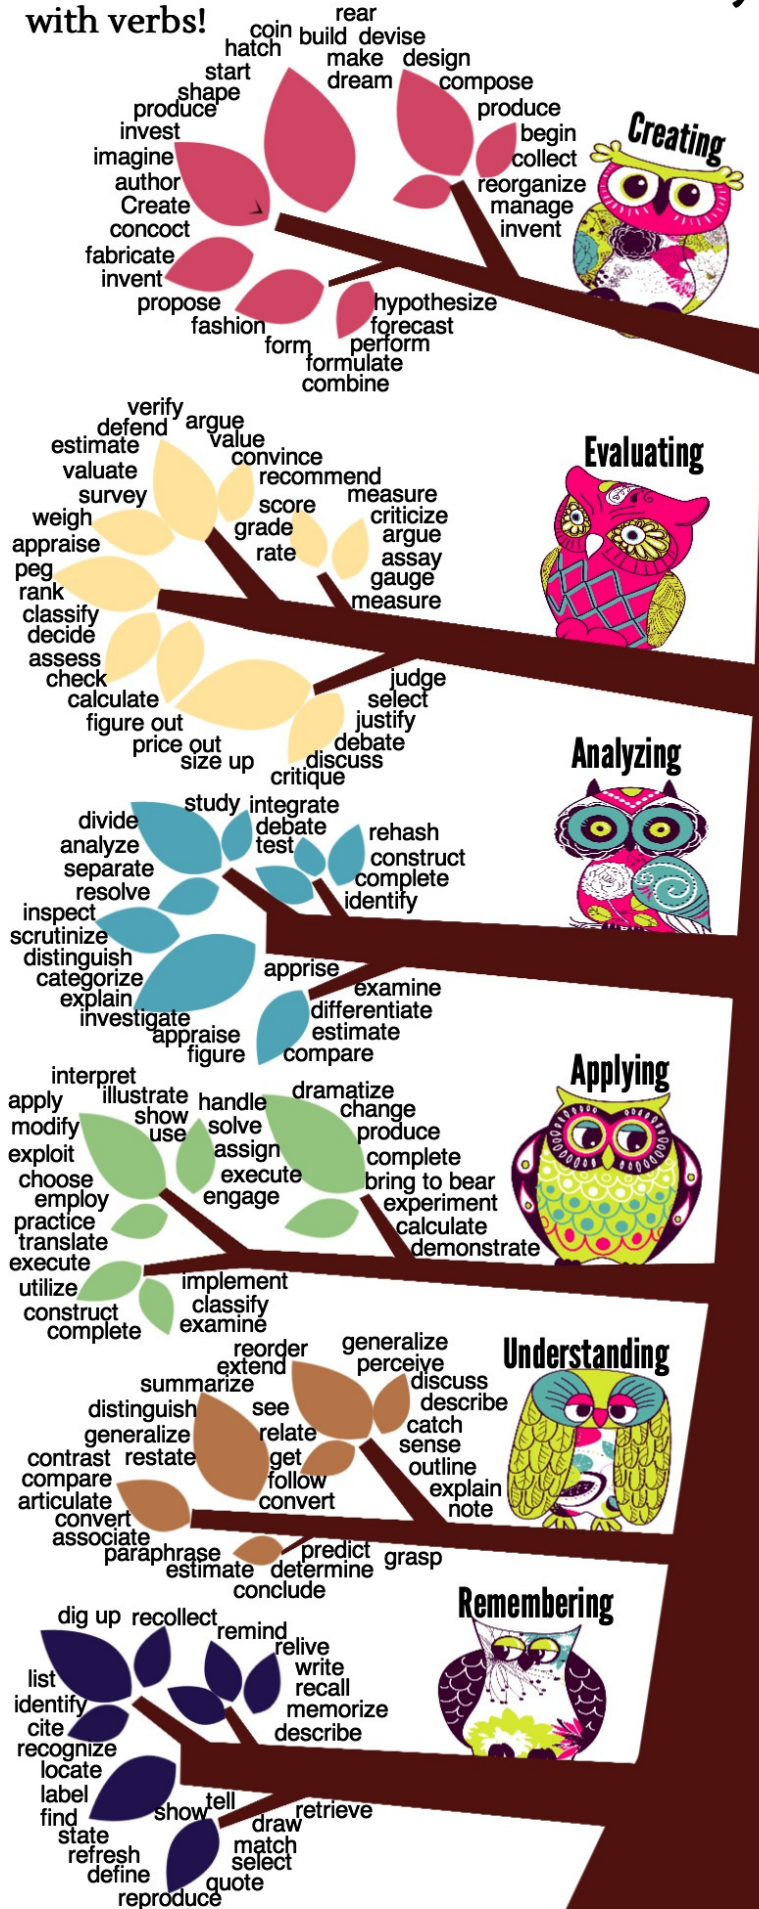 with verbs!
Creating
rear
coin
build devise
hatch
make design
start
dream compose
shape
produce
produce
invest
begin
imagine
collect
author
reorganize
Create
manage
concoct
invent
fabricate
invent
propose
hypothesize
fashion
forecast
form
perform
formulate
combine
Evaluating
verify
defend
argue
estimate
value
convince
valuate
recommend
survey
score
measure
weigh
grade
criticize
appraise
rate
argue
assay
peg
gauge
rank
measure
classify
decide
assess
check
judge
calculate
select
figure out
justify
price out
debate
size up
discuss
critique
Analyzing
study integrate
divide
debate
rehash
analyze
test
construct
separate
complete
resolve
identify
inspect
scrutinize
distinguish
apprise
categorize
examine
explain
differentiate
investigate
estimate
appraise
figure
compare
Applying
interpret
illustrate
dramatize
apply
show
handle
change
modify
use
solve
produce
exploit
assign
complete
choose
execute
bring to bear
employ
engage
experiment
practice
calculate
translate
demonstrate
execute
utilize
implement
construct
classify
complete
examine
Understanding
reorder
generalize
extend
perceive
summarize
discuss
distinguish
see
describe
generalize
relate
catch
contrast
restate
get
sense
compare
follow
outline
articulate
convert
explain
convert
note
associate
paraphrase
predict
grasp
estimate
determine
conclude
Remembering
dig up
recollect
remind
relive
list
write
identify
recall
cite
memorize
recognize
describe
locate
label
tell
find
show
retrieve
state
draw
refresh
match
define
select
quote
reproduce